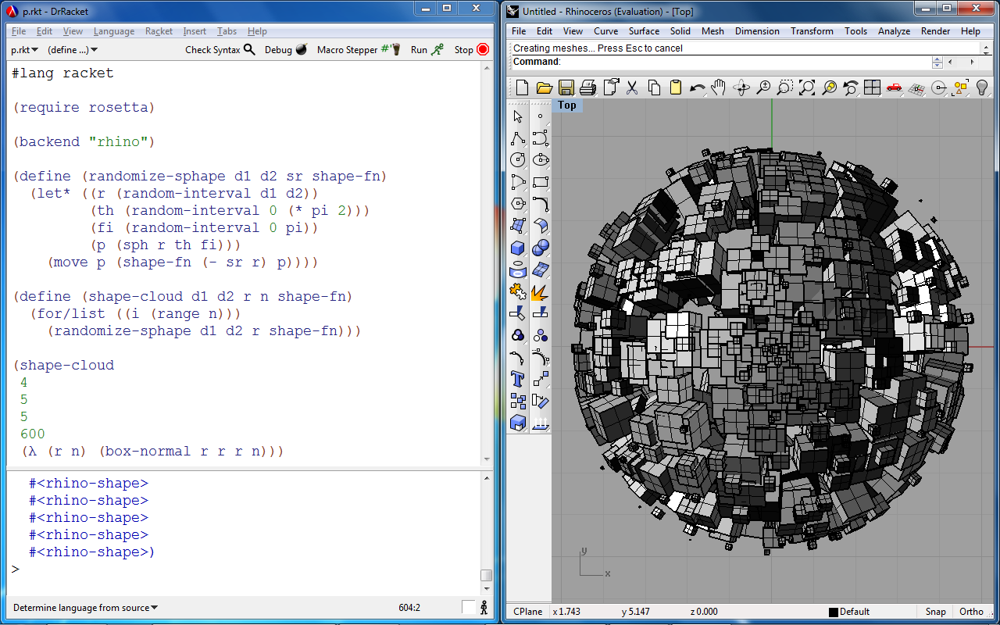 p.rkt - DrRacket
File Edit View Language Racket Insert Tabs Help
p.rkt (define ...) Check Syntax Debug Macro Stepper #' Run Stop
#lang racket
(require rosetta)
(backend "rhino")
(define (randomize-sphape d1 d2 sr shape-fn)
(let* ((r (random-interval d1 d2))
(th (random-interval 0 (* pi 2)))
(fi (random-interval 0 pi))
(p (sph r th fi)))
(move p (shape-fn (- sr r) p))))
(define (shape-cloud d1 d2 r n shape-fn)
(for/list ((i (range n)))
(randomize-sphape d1 d2 r shape-fn)))
(shape-cloud
4
5
5
600
(λ (r n) (box-normal r r r n)))
#<rhino-shape>
#<rhino-shape>
#<rhino-shape>
#<rhino-shape>
#<rhino-shape>)
>
Determine language from source 604:2
Untitled - Rhinoceros (Evaluation) - [Top]
File Edit View Curve Surface Solid Mesh Dimension Transform Tools Analyze Render Help
Creating meshes... Press Esc to cancel
Command:
Top
y
x
CPlane x 1.743 y 5.147 z 0.000 Default Snap Ortho